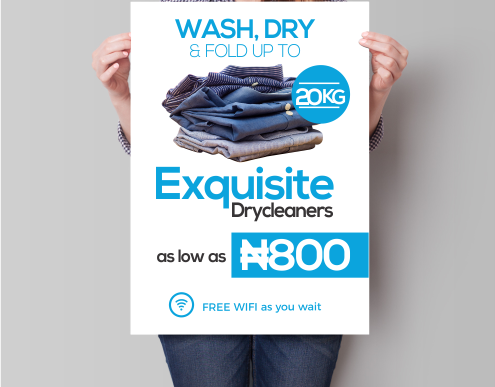 WASH, DRY
& FOLD UP TO
20KG
Exquisite
Drycleaners
as low as ₦800
FREE WIFI as you wait